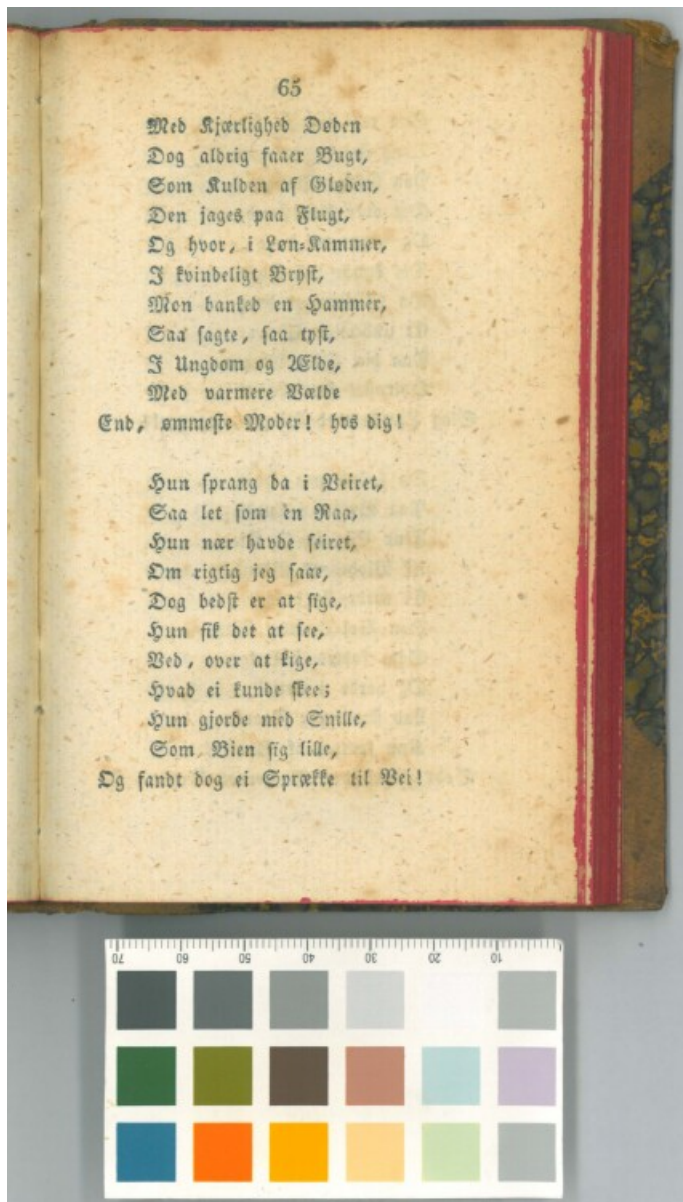 65
Med Kjærlighed Døden
Dog aldrig faaer Bugt,
Som Kulden af Gløden,
Den jages paa Flugt,
Og hvor, i Løn-Kammer,
I kvindeligt Bryst,
Mon banked en Hammer,
Saa sagte, saa tyst,
I Ungdom og Ælde,
Med varmere Vælde
End, ømmeste Moder! hos dig!
Hun sprang da i Veiret,
Saa let som en Raa,
Hun nær havde seiret,
Om rigtig jeg saae,
Dog bedst er at sige,
Hun fik det at see,
Ved, over at kige,
Hvad ei kunde skee;
Hun gjorde med Snille,
Som Bien sig lille,
Og fandt dog ei Sprække til Vei!
70 60 50 40 30 20 10